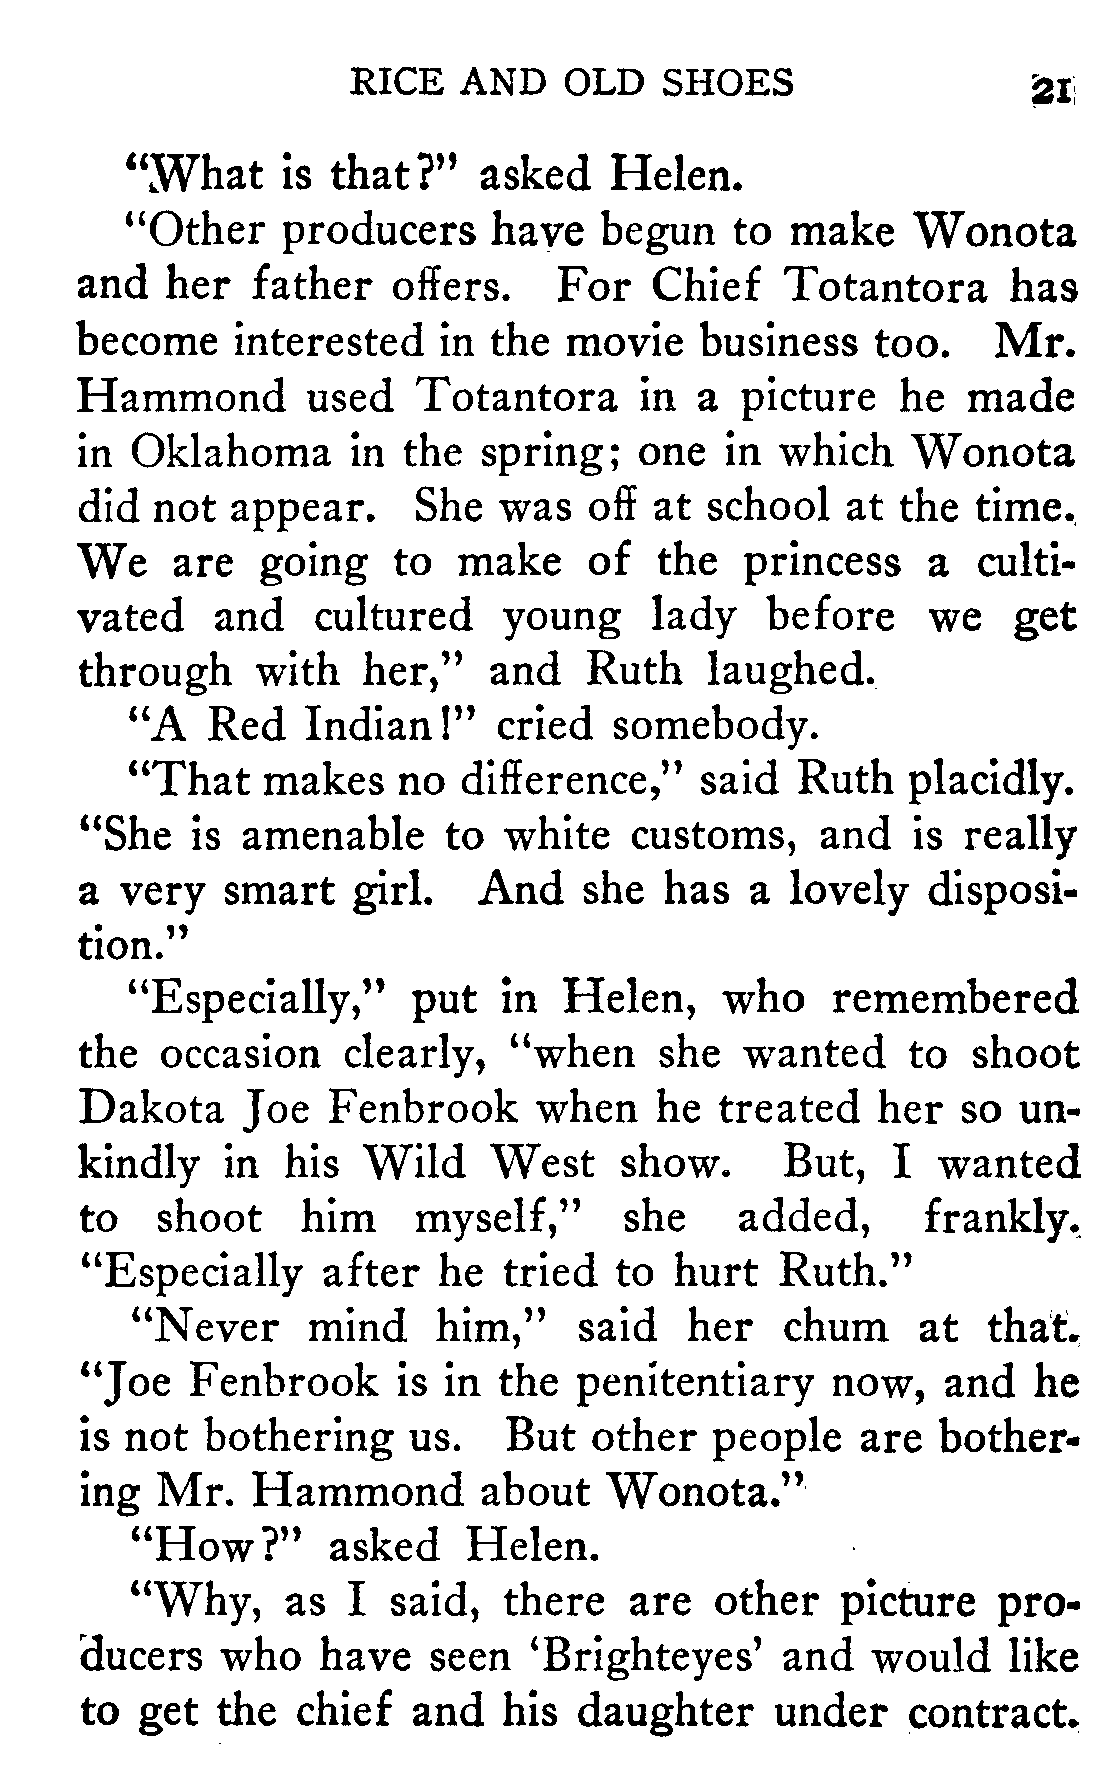 RICE AND OLD SHOES 21
“What is that?” asked Helen.
“Other producers have begun to make Wonota
and her father offers. For Chief Totantora has
become interested in the movie business too. Mr.
Hammond used Totantora in a picture he made
in Oklahoma in the spring; one in which Wonota
did not appear. She was off at school at the time.
We are going to make of the princess a culti-
vated and cultured young lady before we get
through with her,” and Ruth laughed.
“A Red Indian!” cried somebody.
“That makes no difference,” said Ruth placidly.
“She is amenable to white customs, and is really
a very smart girl. And she has a lovely disposi-
tion.”
“Especially,” put in Helen, who remembered
the occasion clearly, “when she wanted to shoot
Dakota Joe Fenbrook when he treated her so un-
kindly in his Wild West show. But, I wanted
to shoot him myself,” she added, frankly.
“Especially after he tried to hurt Ruth.”
“Never mind him,” said her chum at that.
“Joe Fenbrook is in the penitentiary now, and he
is not bothering us. But other people are bother-
ing Mr. Hammond about Wonota.”
“How?” asked Helen.
“Why, as I said, there are other picture pro-
ducers who have seen ‘Brighteyes’ and would like
to get the chief and his daughter under contract.